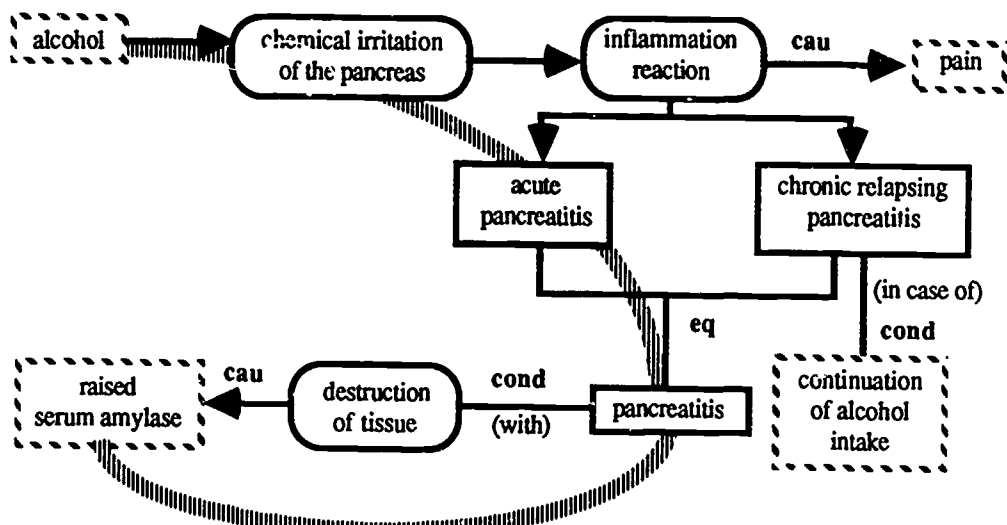 alcohol
chemical irritation
of the pancreas
inflammation
reaction
cau
pain
acute
pancreatitis
chronic relapsing
pancreatitis
(in case of)
cond
eq
raised
serum amylase
cau
destruction
of tissue
cond
(with)
pancreatitis
continuation
of alcohol
intake